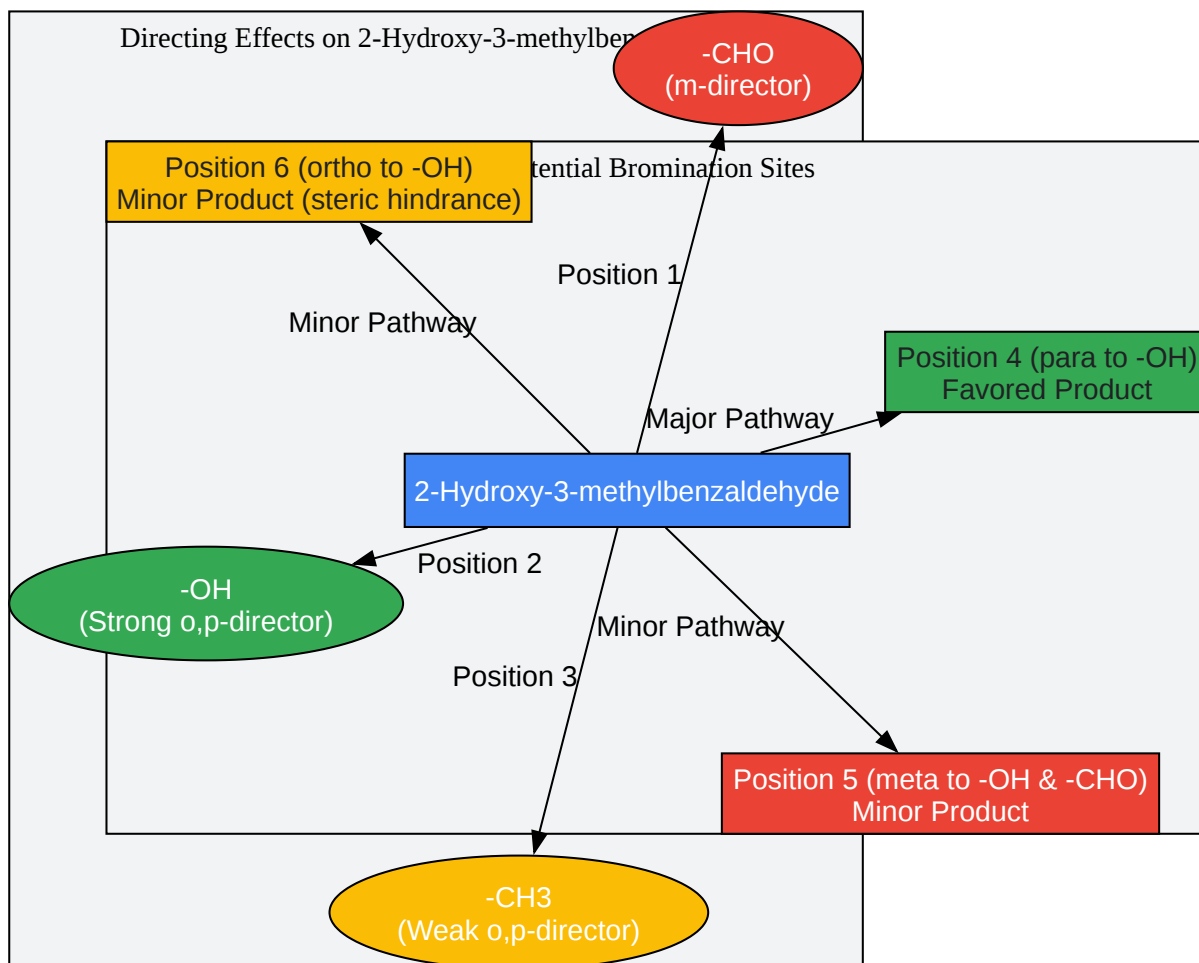 Directing Effects on 2-Hydroxy-3-methylben
-CHO
(m-director)
Position 6 (ortho to -OH)
Minor Product (steric hindrance)
tential Bromination Sites
Position 1
Minor Pathway
Position 4 (para to -OH)
Favored Product
Major Pathway
2-Hydroxy-3-methylbenzaldehyde
Position 2
-OH
(Strong o,p-director)
Minor Pathway
Position 3
Position 5 (meta to -OH & -CHO)
Minor Product
-CH3
(Weak o,p-director)